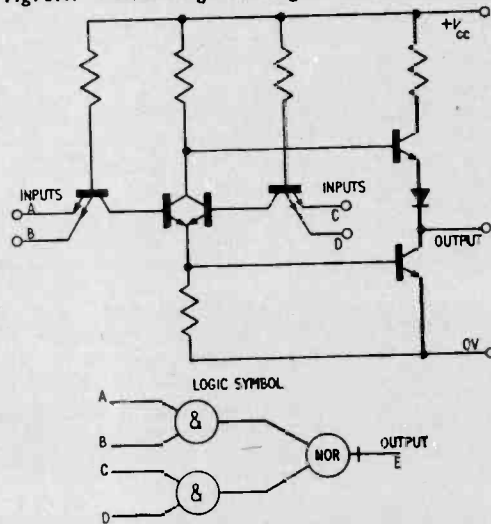 +Vcc
INPUTS
A
B
INPUTS
C
D
OUTPUT
0V
LOGIC SYMBOL
A
&
B
C
&
D
NOR
OUTPUT
E